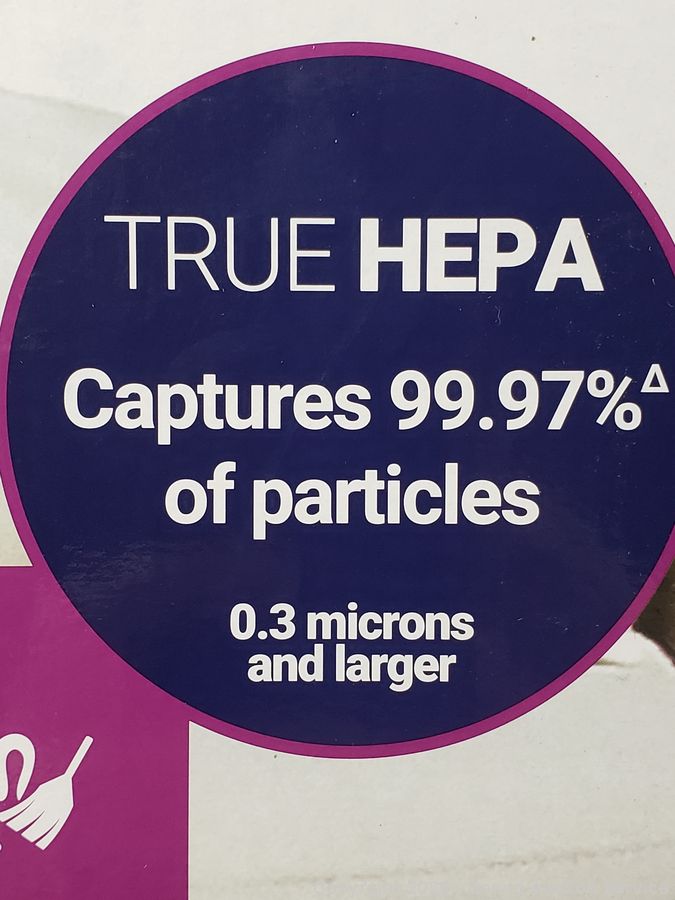 TRUE HEPA
Captures 99.97%Δ
of particles
0.3 microns
and larger